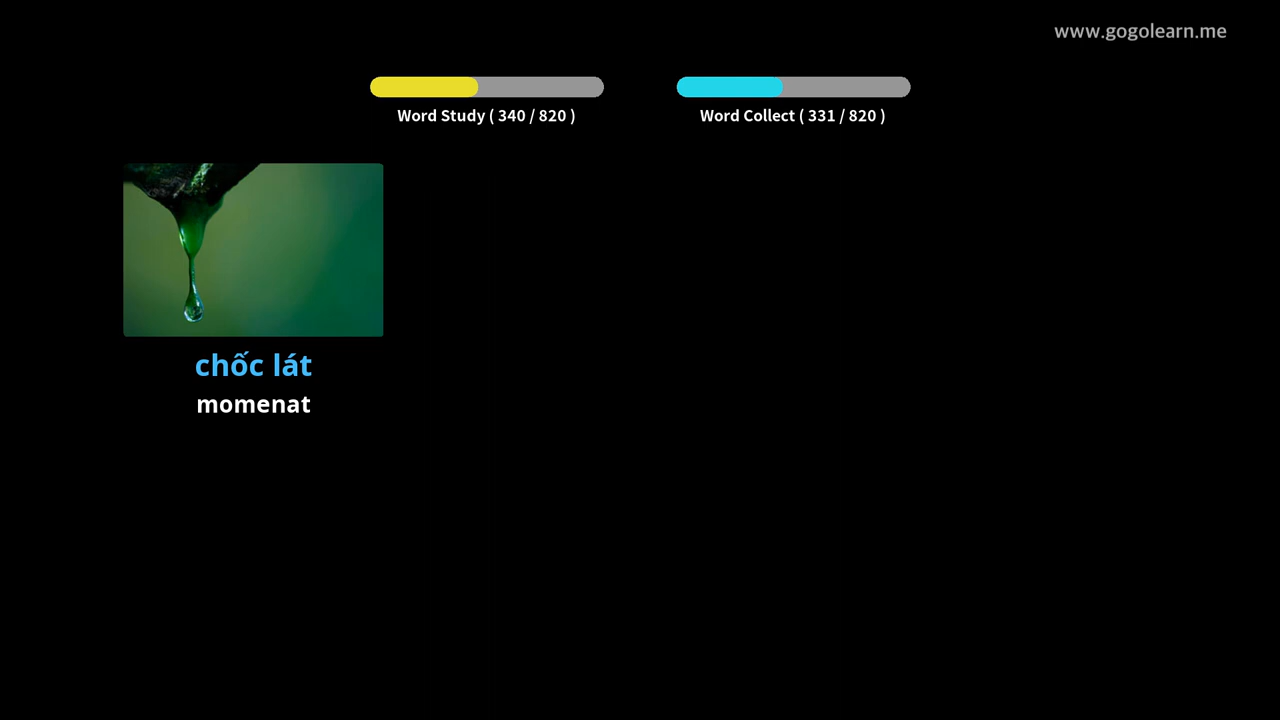 www.gogolearn.me
Word Study ( 340 / 820 )
Word Collect ( 331 / 820 )
chốc lát
momenat